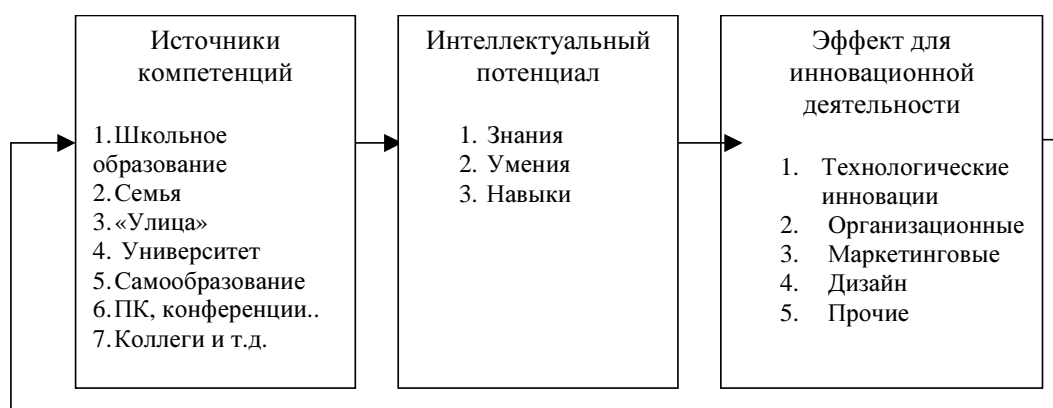 Источники
компетенций
1.Школьное
образование
2.Семья
3.«Улица»
4. Университет
5.Самообразование
6.ПК, конференции..
7.Коллеги и т.д.
Интеллектуальный
потенциал
1. Знания
2. Умения
3. Навыки
Эффект для
инновационной
деятельности
1. Технологические
инновации
2. Организационные
3. Маркетинговые
4. Дизайн
5. Прочие